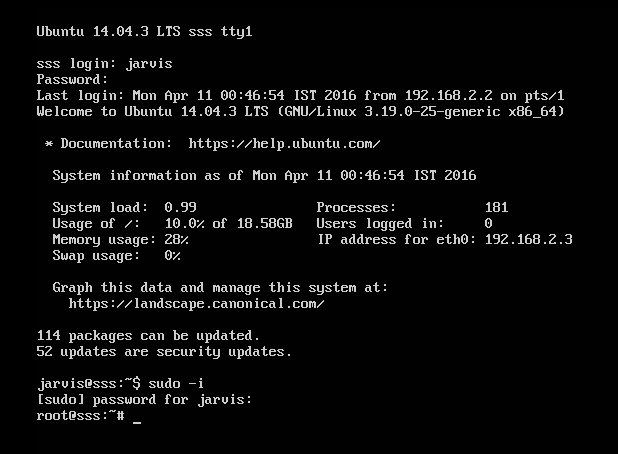 Ubuntu 14.04.3 LTS sss tty1
sss login: jarvis
Password:
Last login: Mon Apr 11 00:46:54 IST 2016 from 192.168.2.2 on pts/1
Welcome to Ubuntu 14.04.3 LTS (GNU/Linux 3.19.0-25-generic x86_64)
* Documentation:  https://help.ubuntu.com/
System information as of Mon Apr 11 00:46:54 IST 2016
System load:  0.99              Processes:           181
Usage of /:   10.0% of 18.58GB   Users logged in:     0
Memory usage: 28%               IP address for eth0: 192.168.2.3
Swap usage:   0%
Graph this data and manage this system at:
https://landscape.canonical.com/
114 packages can be updated.
52 updates are security updates.
jarvis@sss:~$ sudo -i
[sudo] password for jarvis:
root@sss:~# _